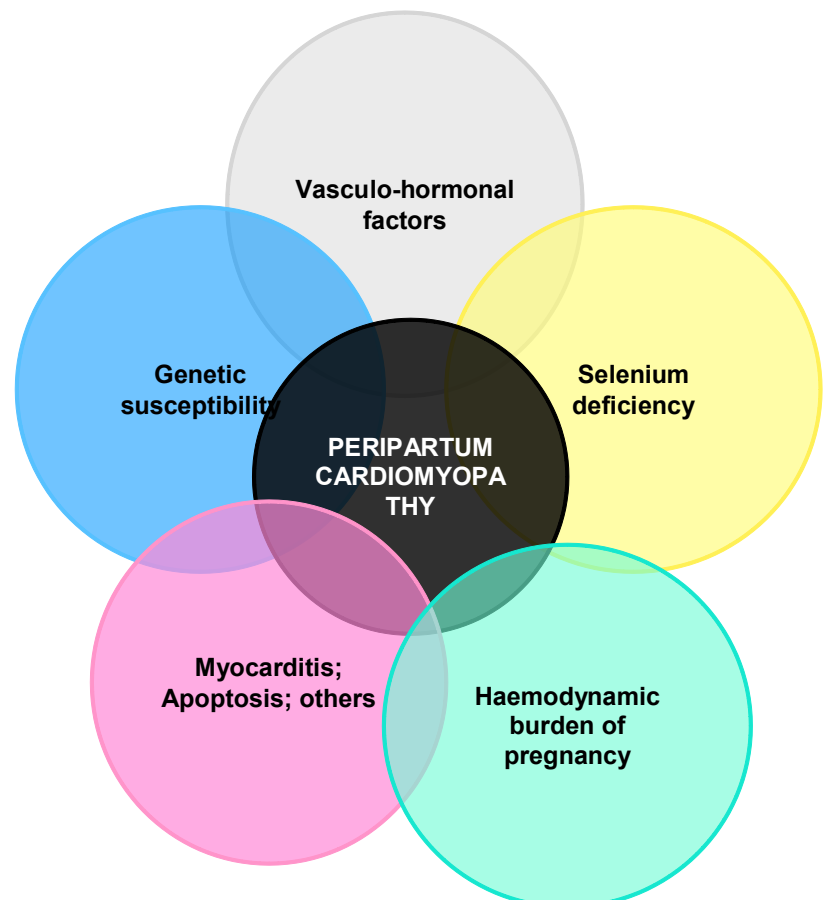 Vasculo-hormonal
factors
Genetic
susceptibility
Selenium
deficiency
PERIPARTUM
CARDIOMYOPA
THY
Myocarditis;
Apoptosis; others
Haemodynamic
burden of
pregnancy